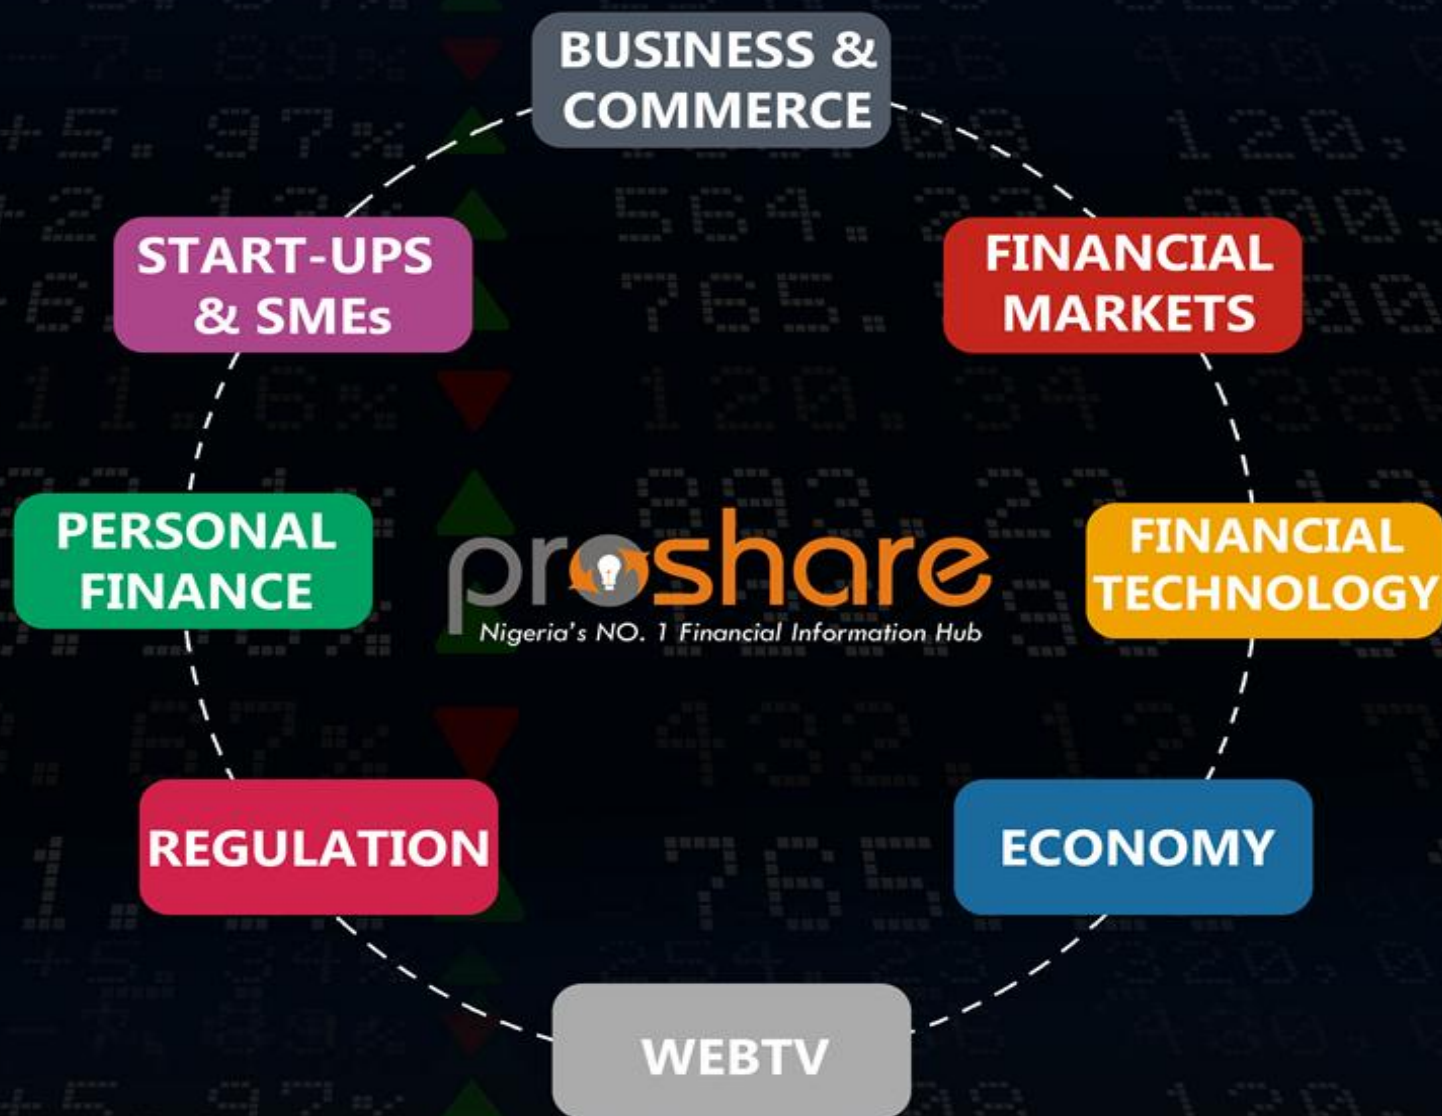 BUSINESS &
COMMERCE
START-UPS
& SMEs
FINANCIAL
MARKETS
PERSONAL
FINANCE
proshare
Nigeria's NO. 1 Financial Information Hub
FINANCIAL
TECHNOLOGY
REGULATION
ECONOMY
WEBTV